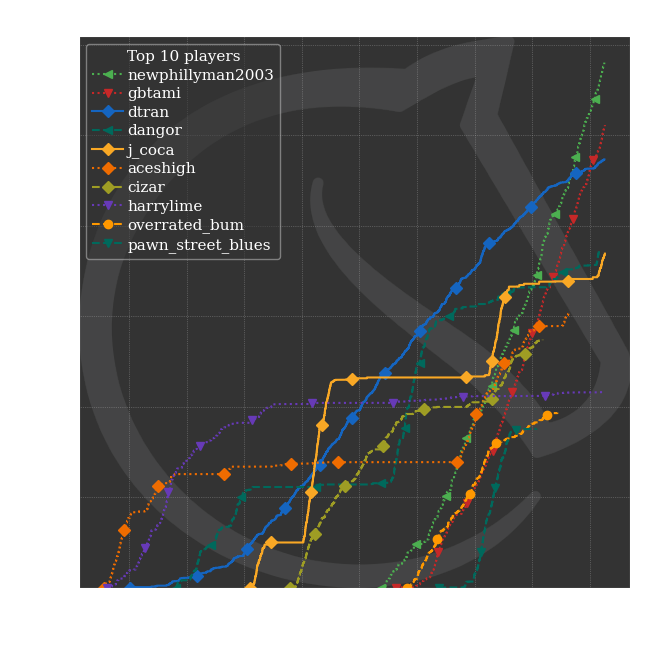 Top 10 players
newphillyman2003
gbtami
dtran
dangor
j_coca
aceshigh
cizar
harrylime
overrated_bum
pawn_street_blues